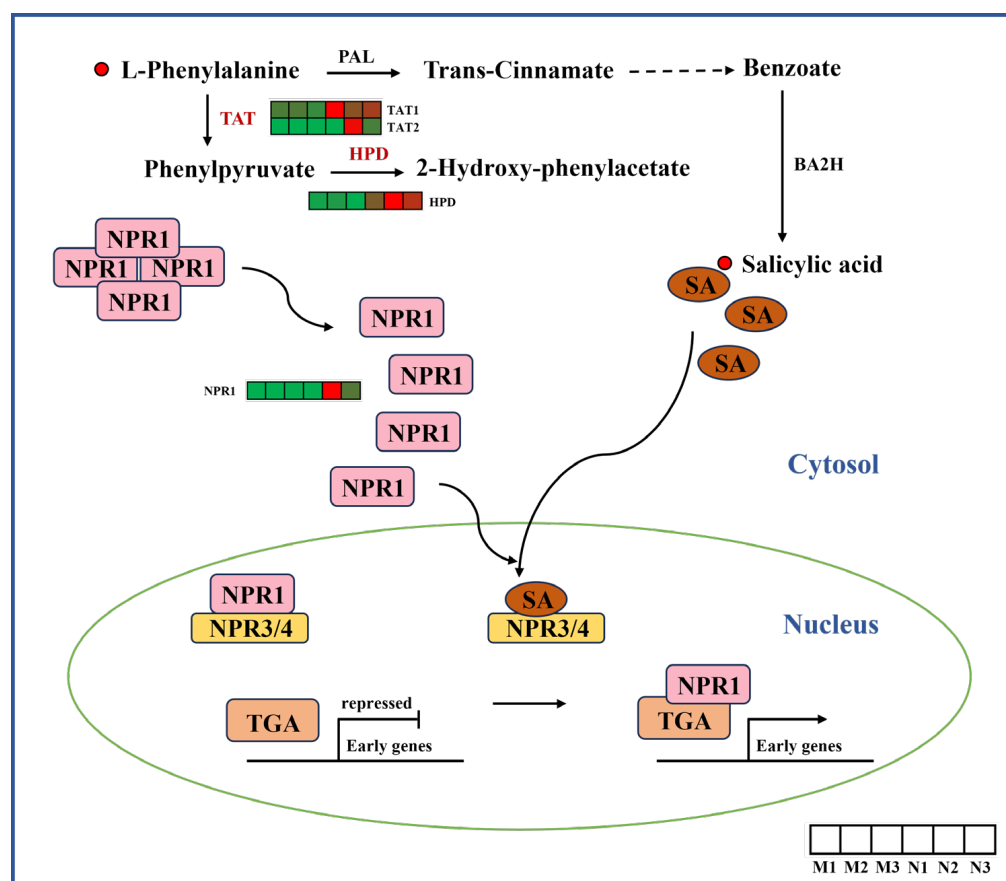 L-Phenylalanine PAL Trans-Cinnamate Benzoate
TAT TAT1
TAT2
HPD
Phenylpyruvate 2-Hydroxy-phenylacetate BA2H
HPD
NPR1
NPR1 NPR1
NPR1
Salicylic acid
SA
SA
SA
NPR1
NPR1
NPR1
NPR1
NPR1
Cytosol
NPR1 SA
NPR3/4 NPR3/4
Nucleus
NPR1
TGA repressed TGA
Early genes Early genes
M1 M2 M3 N1 N2 N3